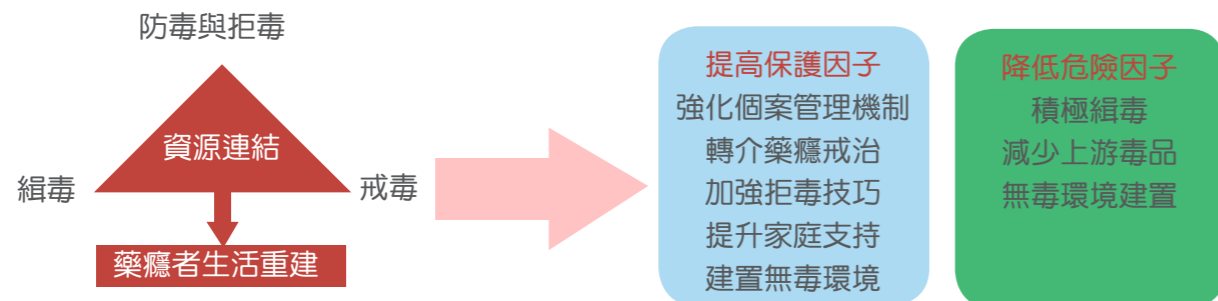 防毒與拒毒
資源連結
緝毒
戒毒
藥癮者生活重建
提高保護因子
強化個案管理機制
轉介藥癮戒治
加強拒毒技巧
提升家庭支持
建置無毒環境
降低危險因子
積極緝毒
減少上游毒品
無毒環境建置